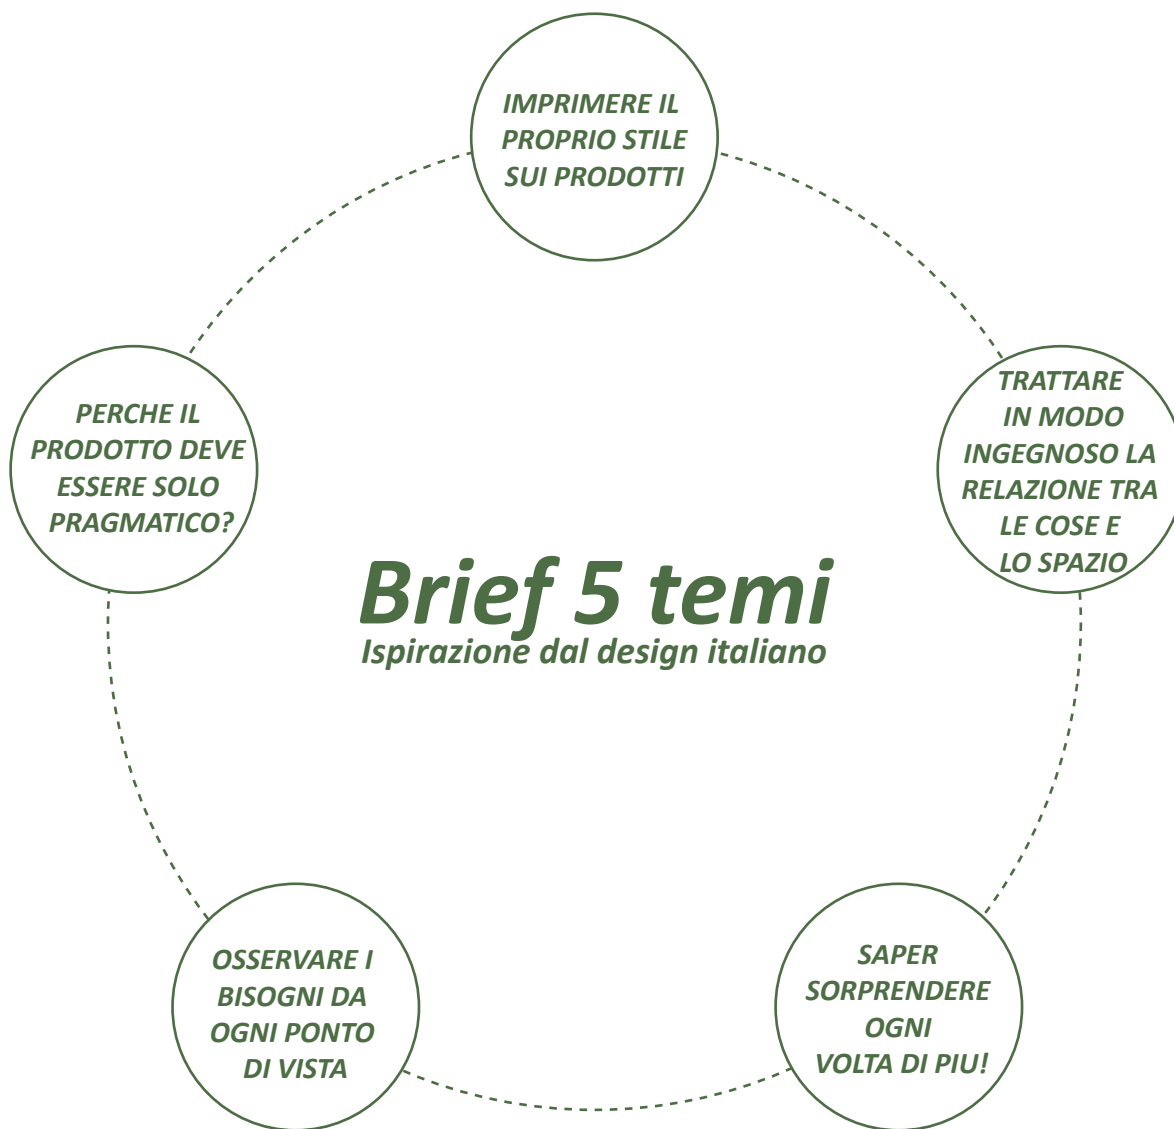 IMPRIMERE IL
PROPRIO STILE
SUI PRODOTTI
TRATTARE
IN MODO
INGEGNOSO LA
RELAZIONE TRA
LE COSE E
LO SPAZIO
PERCHE IL
PRODOTTO DEVE
ESSERE SOLO
PRAGMATICO?
Brief 5 temi
Ispirazione dal design italiano
OSSERVARE I
BISOGNI DA
OGNI PONTO
DI VISTA
SAPER
SORPRENDERE
OGNI
VOLTA DI PIU!